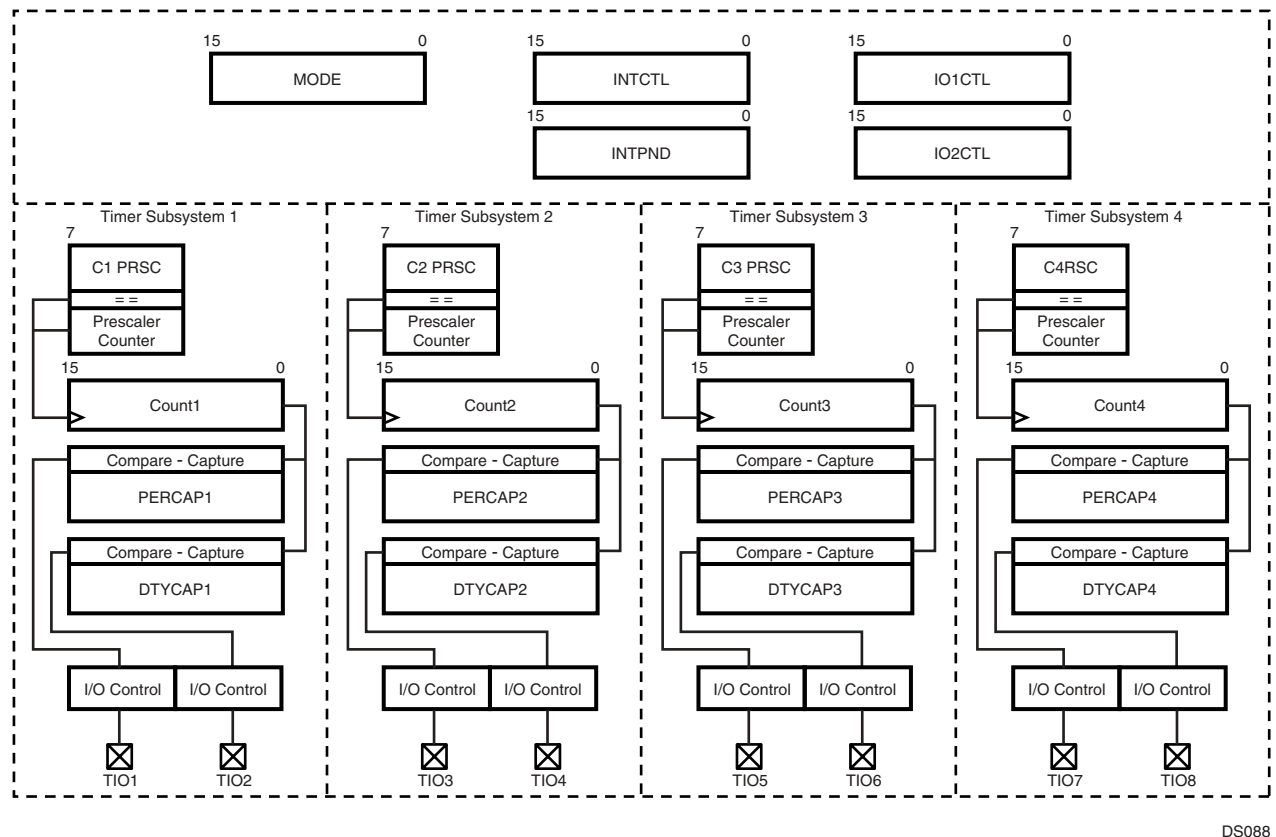 15 0 15 0 15 0
MODE INTCTL IO1CTL
15 0 15 0
INTPND IO2CTL
Timer Subsystem 1 Timer Subsystem 2 Timer Subsystem 3 Timer Subsystem 4
7 7 7 7
C1 PRSC C2 PRSC C3 PRSC C4RSC
= = = = = = = =
Prescaler Prescaler Prescaler Prescaler
Counter Counter Counter Counter
15 0 15 0 15 0 15 0
Count1 Count2 Count3 Count4
Compare - Capture Compare - Capture Compare - Capture Compare - Capture
PERCAP1 PERCAP2 PERCAP3 PERCAP4
Compare - Capture Compare - Capture Compare - Capture Compare - Capture
DTYCAP1 DTYCAP2 DTYCAP3 DTYCAP4
I/O Control I/O Control I/O Control I/O Control I/O Control I/O Control I/O Control I/O Control
TIO1 TIO2 TIO3 TIO4 TIO5 TIO6 TIO7 TIO8
DS088